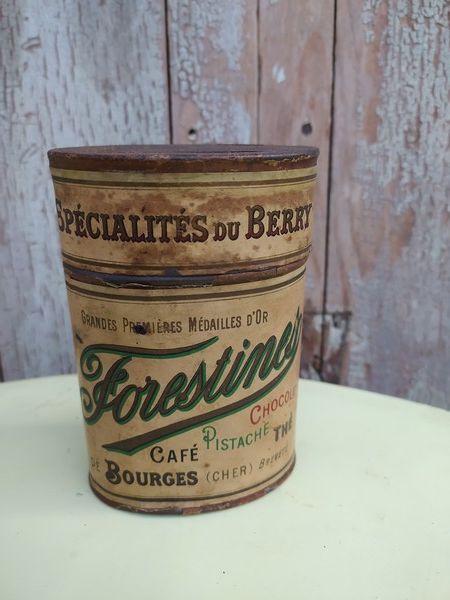 SPÉCIALITÉS DU BERRY
GRANDES PREMIÈRES MÉDAILLES D'OR
Forestines
CHOCOL
PISTACHE THÉ
CAFÉ
DE BOURGES (CHER)